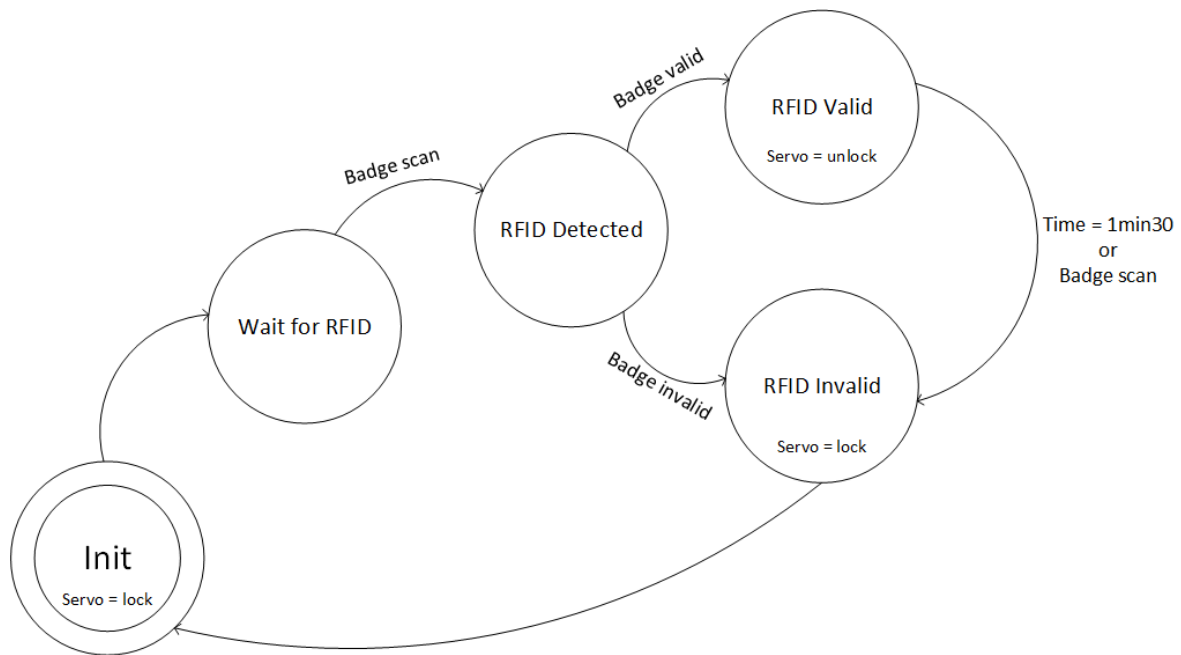 Badge valid
RFID Valid
Servo = unlock
Badge scan
RFID Detected
Time = 1min30
or
Badge scan
Wait for RFID
Badge invalid
RFID Invalid
Servo = lock
Init
Servo = lock